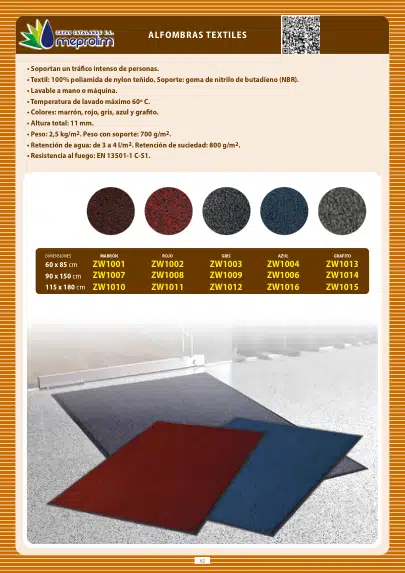 CAYAS CATALANAS S.L.
meprolim
ALFOMBRAS TEXTILES
• Soportan un tráfico intenso de personas.
• Textil: 100% poliamida de nylon teñido. Soporte: goma de nitrilo de butadieno (NBR).
• Lavable a mano o máquina.
• Temperatura de lavado máximo 60º C.
• Colores: marrón, rojo, gris, azul y grafito.
• Altura total: 11 mm.
• Peso: 2,5 kg/m². Peso con soporte: 700 g/m².
• Retención de agua: de 3 a 4 l/m². Retención de suciedad: 800 g/m².
• Resistencia al fuego: EN 13501-1 C-S1.
DIMENSIONES MARRÓN ROJO GRIS AZUL GRAFITO
60 x 85 cm ZW1001 ZW1002 ZW1003 ZW1004 ZW1013
90 x 150 cm ZW1007 ZW1008 ZW1009 ZW1006 ZW1014
115 x 180 cm ZW1010 ZW1011 ZW1012 ZW1016 ZW1015
62